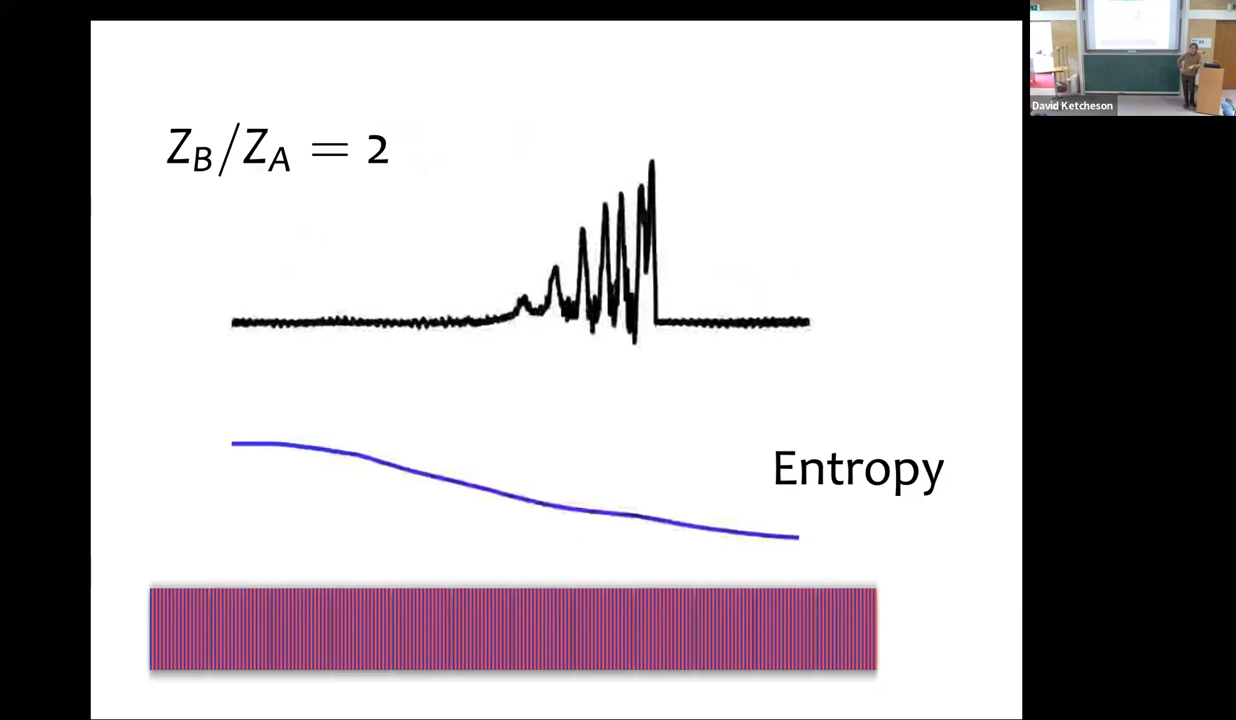 Z_B/Z_A = 2
Entropy
David Ketcheson